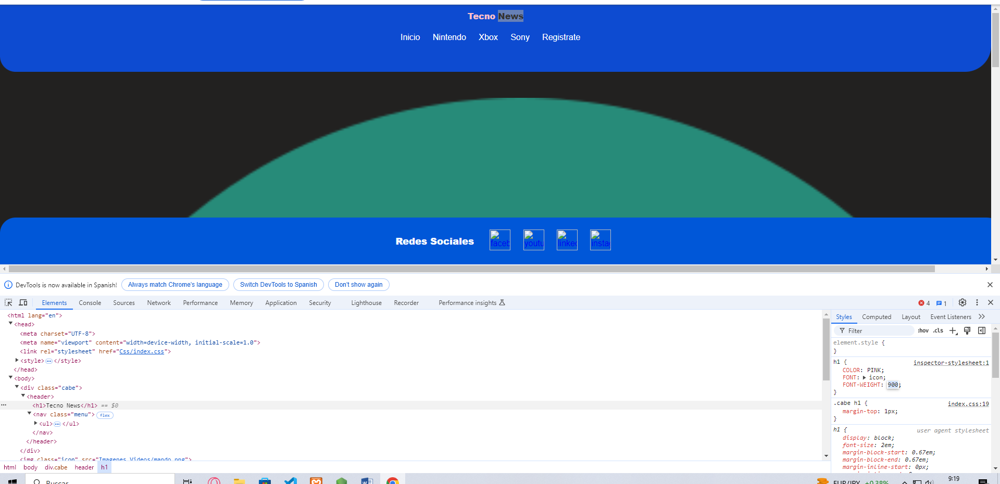 Tecno News
Inicio Nintendo Xbox Sony Registrate
Redes Sociales
faceb youtu linked insta
DevTools is now available in Spanish! Always match Chrome's language Switch DevTools to Spanish Don't show again
Elements Console Sources Network Performance Memory Application Security Lighthouse Recorder Performance insights 4 1
<html lang="en">
<head>
<meta charset="UTF-8">
<meta name="viewport" content="width=device-width, initial-scale=1.0">
<link rel="stylesheet" href="Css/index.css">
<style>…</style>
</head>
<body>
<div class="cabe">
<header>
<h1>Tecno News</h1> == $0
<nav class="menu"> flex
<ul>…</ul>
</nav>
</header>
</div>
<img class="icon" src="Imagenes_Videos/mando.png">
html body div.cabe header h1
Styles Computed Layout Event Listeners
Filter :hov .cls
element.style {
}
h1 { inspector-stylesheet:1
COLOR: PINK;
FONT: icon;
FONT-WEIGHT: 900;
}
.cabe h1 { index.css:19
margin-top: 1px;
}
h1 { user agent stylesheet
display: block;
font-size: 2em;
margin-block-start: 0.67em;
margin-block-end: 0.67em;
margin-inline-start: 0px;
Buscar
EUR/JPY +0.38%
9:19